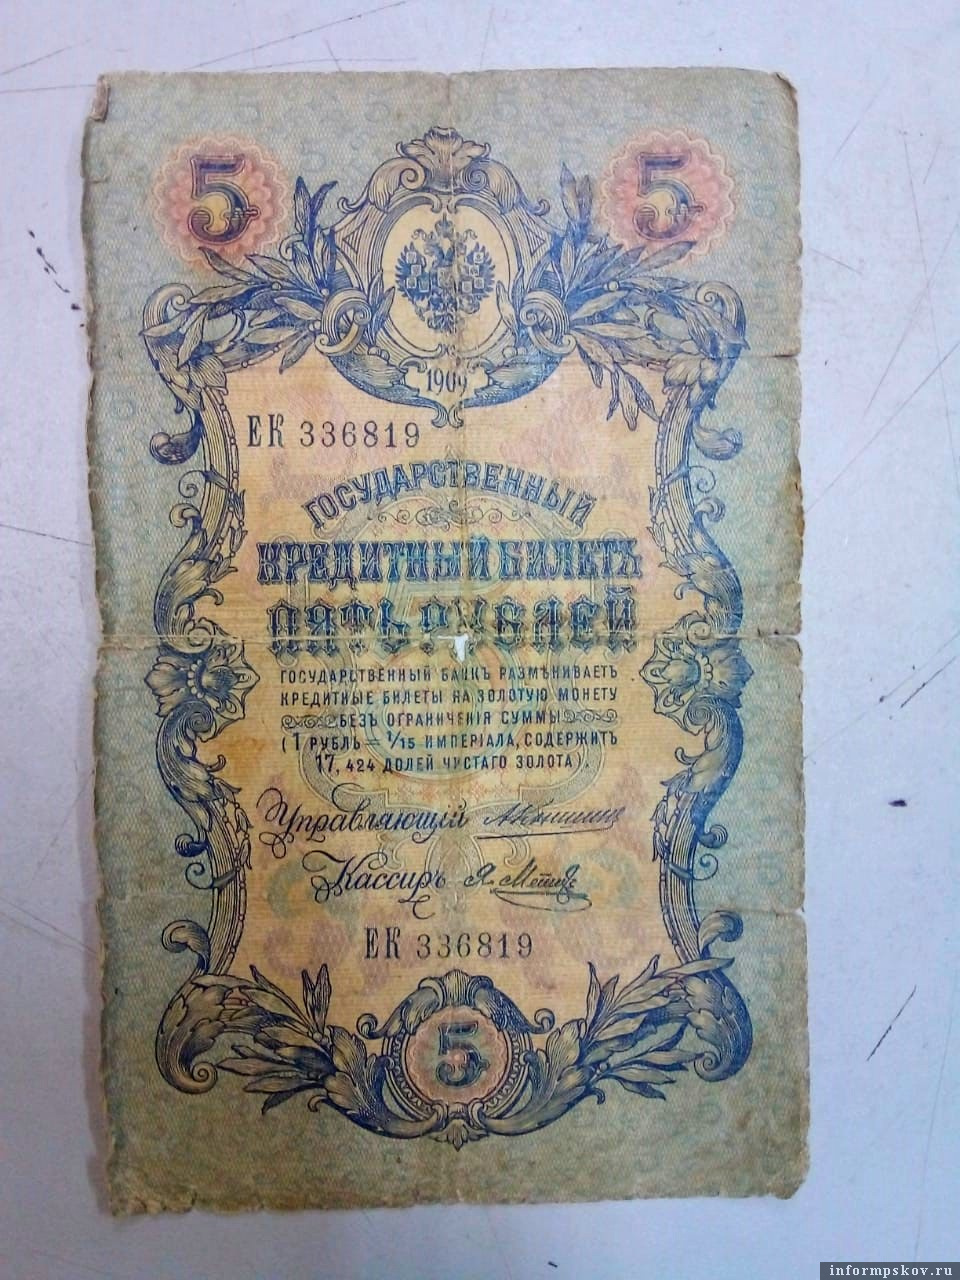 5 5
1909
ЕК 336819
ГОСУДАРСТВЕННЫЙ
КРЕДИТНЫЙ БИЛЕТЪ
ПЯТЬ РУБЛЕЙ
ГОСУДАРСТВЕННЫЙ БАНКЪ РАЗМѢНИВАЕТЪ
КРЕДИТНЫЕ БИЛЕТЫ НА ЗОЛОТУЮ МОНЕТУ
БЕЗЪ ОГРАНИЧЕНІЯ СУММЫ
(1 РУБЛЬ = 1/15 ИМПЕРІАЛА, СОДЕРЖИТЪ
17,424 ДОЛЕЙ ЧИСТАГО ЗОЛОТА).
Управляющій
Кассиръ Я. Метцъ
ЕК 336819
5
informpskov.ru